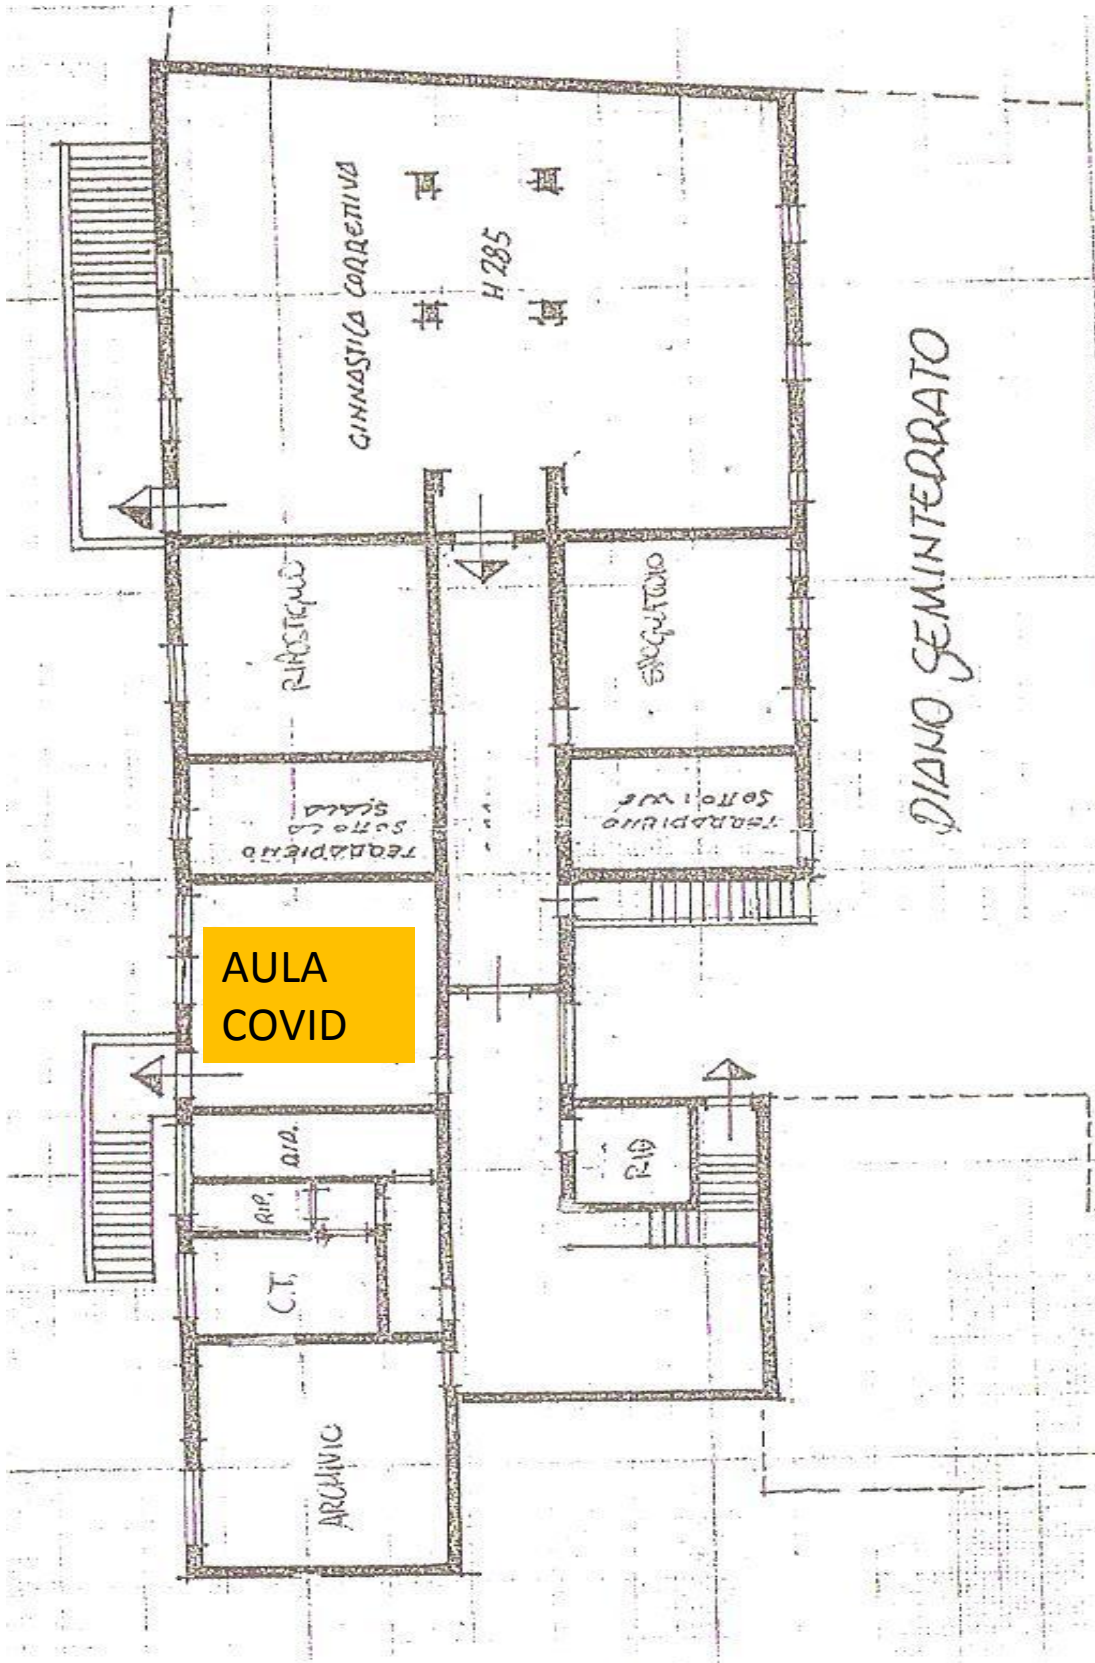 GINNASTICA CORRETTIVA
H 285
RIPOSTIGLIO
SPOGLIATOIO
TERRAPIENO
SOTTO LA
SCALA
TERRAPIENO
SOTTO I WC
PIANO SEMINTERRATO
AULA
COVID
RIP.
RIP.
RIP
C.T.
ARCHIVIO